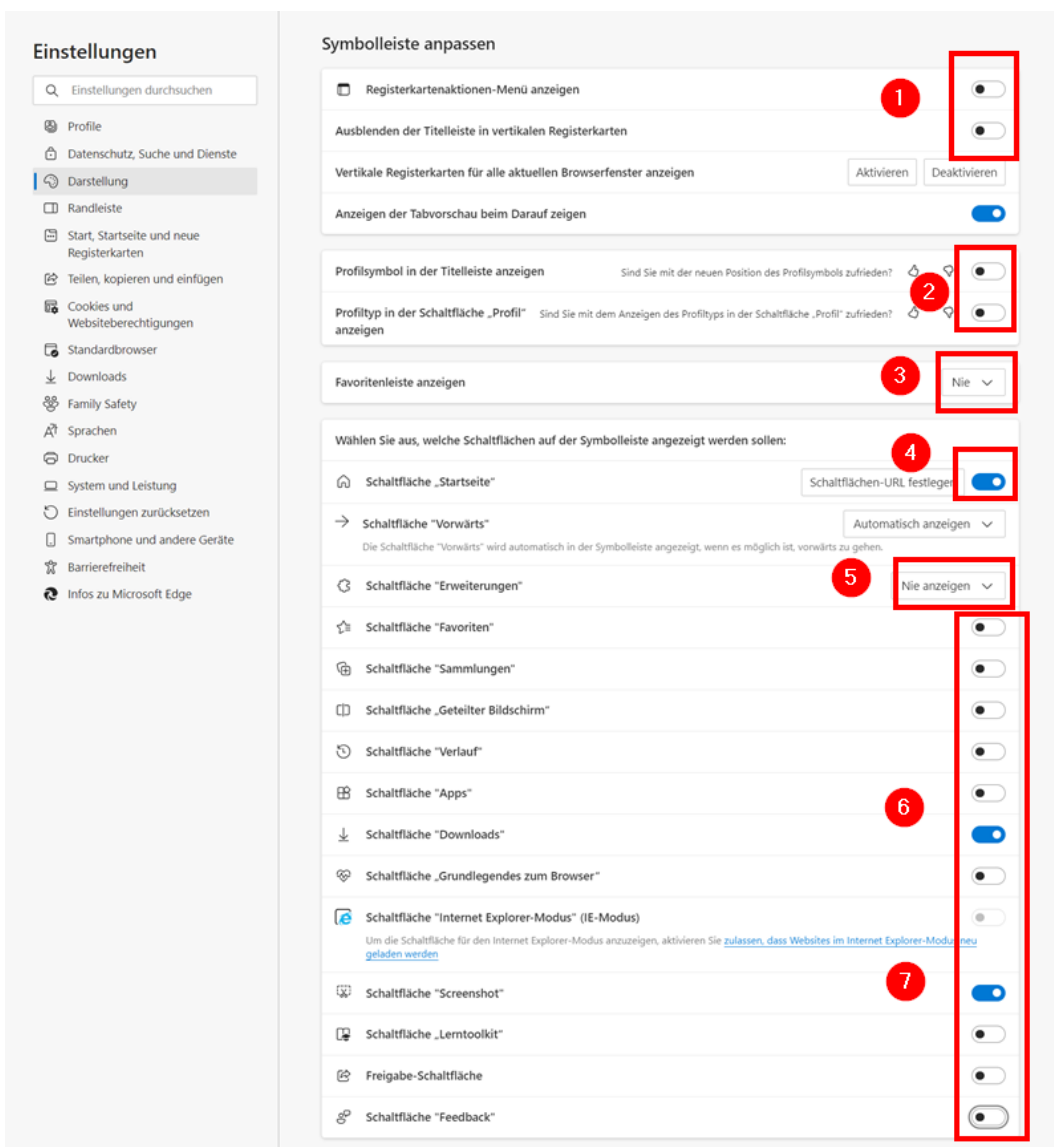 Einstellungen
Einstellungen durchsuchen
Profile
Datenschutz, Suche und Dienste
Darstellung
Randleiste
Start, Startseite und neue
Registerkarten
Teilen, kopieren und einfügen
Cookies und
Websiteberechtigungen
Standardbrowser
Downloads
Family Safety
Sprachen
Drucker
System und Leistung
Einstellungen zurücksetzen
Smartphone und andere Geräte
Barrierefreiheit
Infos zu Microsoft Edge
Symbolleiste anpassen
Registerkartenaktionen-Menü anzeigen
1
Ausblenden der Titelleiste in vertikalen Registerkarten
Vertikale Registerkarten für alle aktuellen Browserfenster anzeigen Aktivieren Deaktivieren
Anzeigen der Tabvorschau beim Darauf zeigen
Profilsymbol in der Titelleiste anzeigen Sind Sie mit der neuen Position des Profilsymbols zufrieden?
2
Profiltyp in der Schaltfläche „Profil" Sind Sie mit dem Anzeigen des Profiltyps in der Schaltfläche „Profil" zufrieden?
anzeigen
Favoritenleiste anzeigen 3 Nie
Wählen Sie aus, welche Schaltflächen auf der Symbolleiste angezeigt werden sollen:
4
Schaltfläche „Startseite" Schaltflächen-URL festlegen
Schaltfläche "Vorwärts" Automatisch anzeigen
Die Schaltfläche "Vorwärts" wird automatisch in der Symbolleiste angezeigt, wenn es möglich ist, vorwärts zu gehen.
Schaltfläche "Erweiterungen" 5 Nie anzeigen
Schaltfläche "Favoriten"
Schaltfläche "Sammlungen"
Schaltfläche „Geteilter Bildschirm"
Schaltfläche "Verlauf"
Schaltfläche "Apps"
6
Schaltfläche "Downloads"
Schaltfläche „Grundlegendes zum Browser"
Schaltfläche "Internet Explorer-Modus" (IE-Modus)
Um die Schaltfläche für den Internet Explorer-Modus anzuzeigen, aktivieren Sie zulassen, dass Websites im Internet Explorer-Modus neu
geladen werden
7
Schaltfläche "Screenshot"
Schaltfläche „Lerntoolkit"
Freigabe-Schaltfläche
Schaltfläche "Feedback"